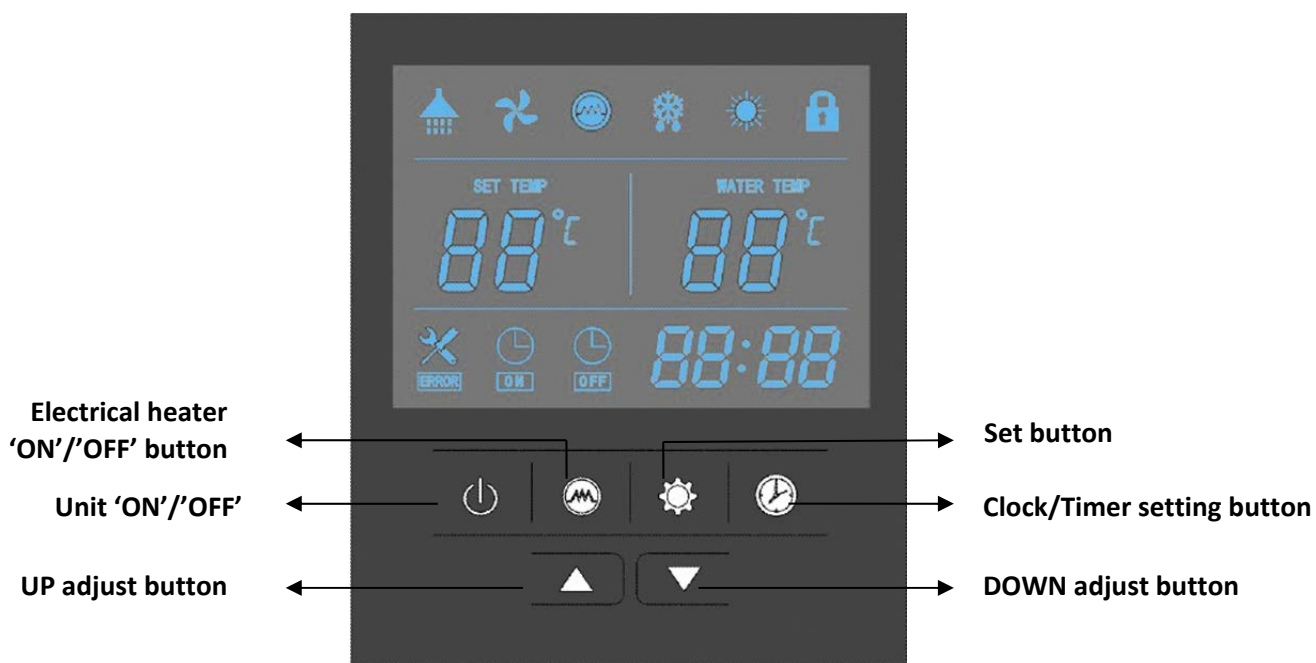 SET TEMP
WATER TEMP
88°C
88°C
ERROR
ON
OFF
88:88
Electrical heater
‘ON’/’OFF’ button
Set button
Unit ‘ON’/’OFF’
Clock/Timer setting button
UP adjust button
DOWN adjust button